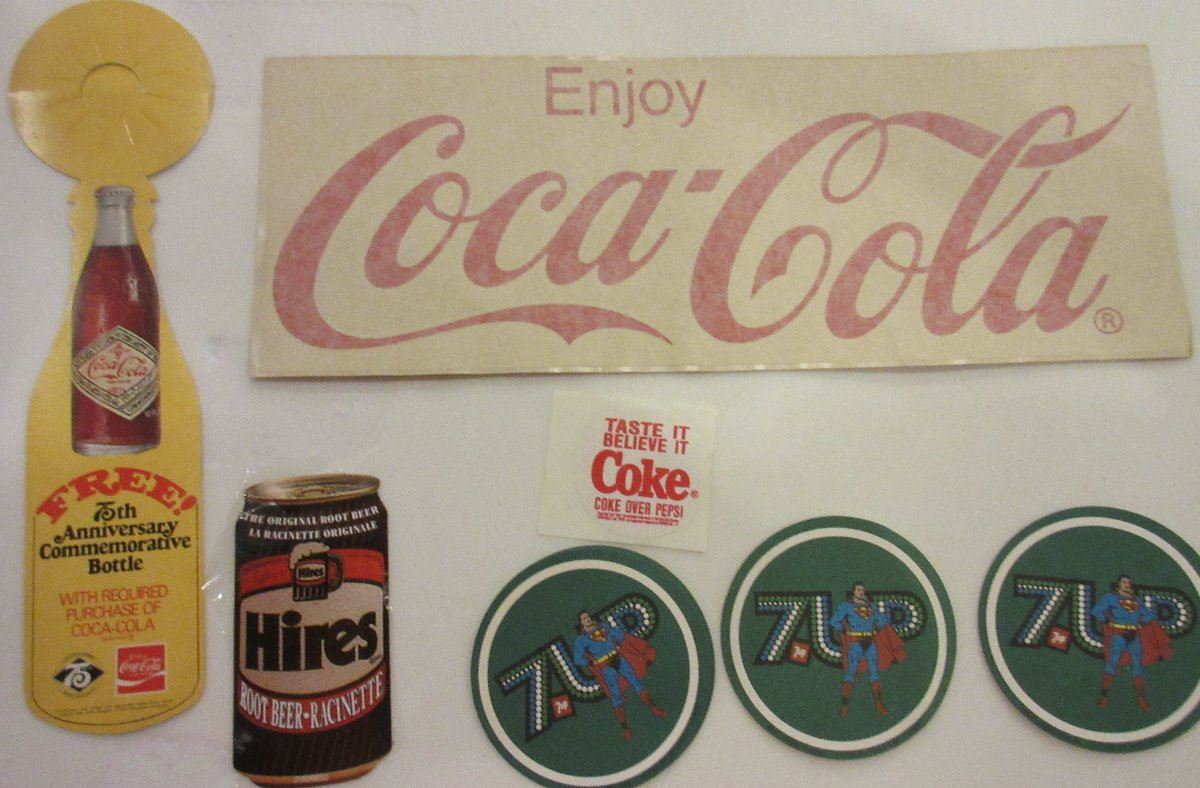 Enjoy
Coca-Cola®
Coca-Cola
FREE!
75th
Anniversary
Commemorative
Bottle
WITH REQUIRED
PURCHASE OF
COCA-COLA
75
Enjoy
Coca-Cola
THE ORIGINAL ROOT BEER
LA RACINETTE ORIGINALE
Hires
Hires
ROOT BEER•RACINETTE
TASTE IT
BELIEVE IT
Coke®
COKE OVER PEPSI
7UP
7UP
7UP